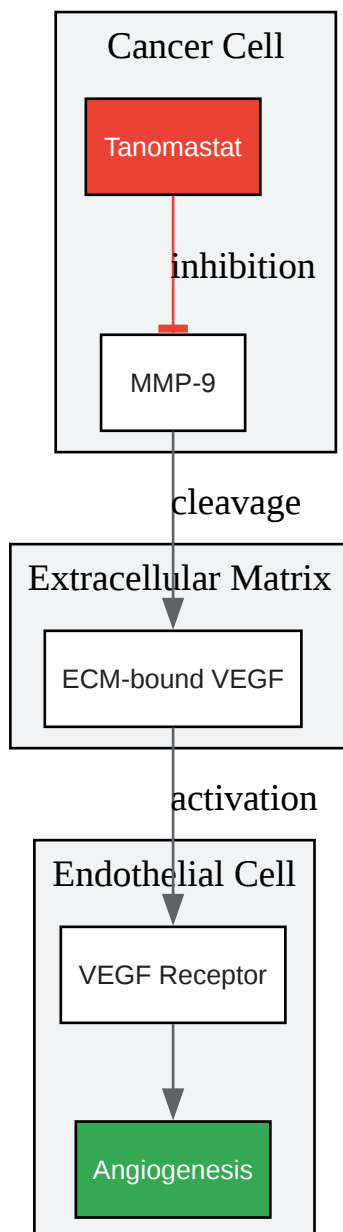 Cancer Cell
Tanomastat
inhibition
MMP-9
cleavage
Extracellular Matrix
ECM-bound VEGF
activation
Endothelial Cell
VEGF Receptor
Angiogenesis